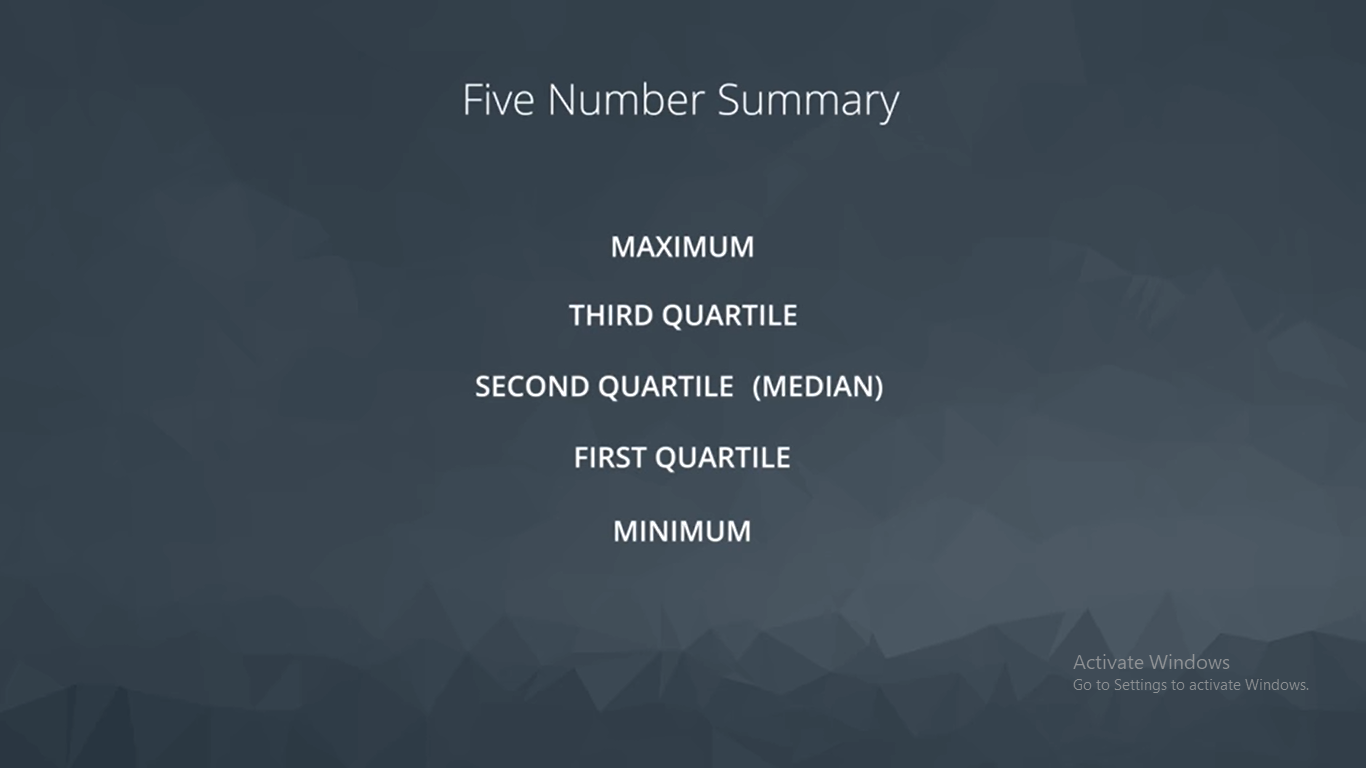 Five Number Summary
MAXIMUM
THIRD QUARTILE
SECOND QUARTILE (MEDIAN)
FIRST QUARTILE
MINIMUM
Activate Windows
Go to Settings to activate Windows.